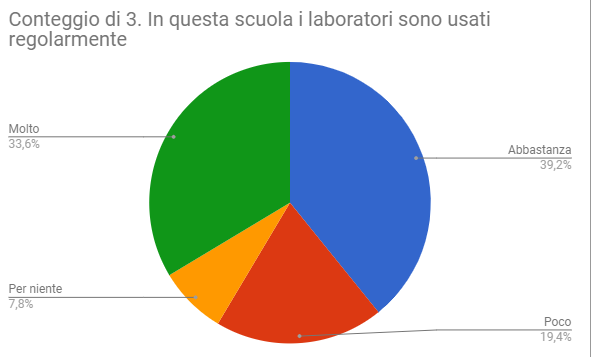 Conteggio di 3. In questa scuola i laboratori sono usati
regolarmente
Molto
33,6%
Abbastanza
39,2%
Per niente
7,8%
Poco
19,4%